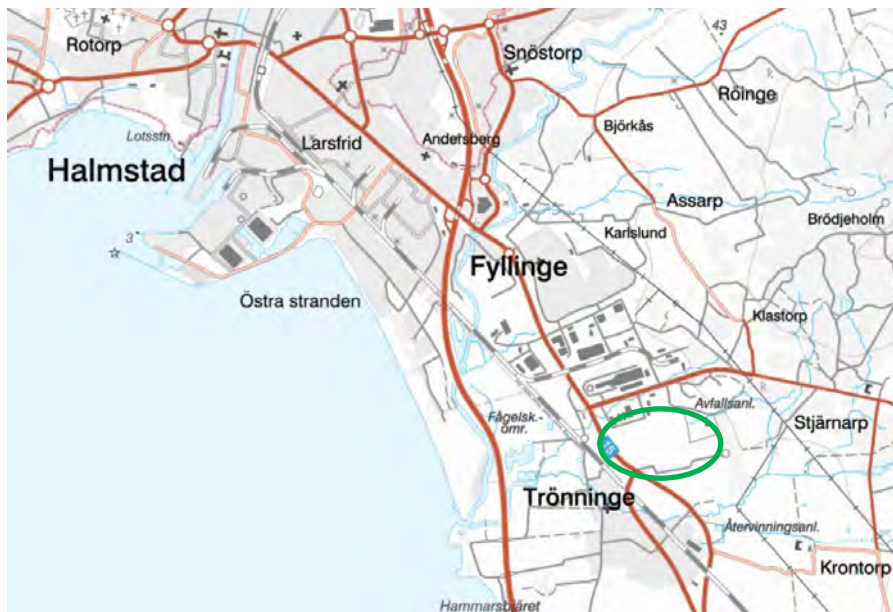 Rotorp
Snöstorp
43
Röinge
Lotsstn.
Larsfrid
Andersberg
Björkås
Halmstad
Assarp
Brödjeholm
Karlslund
3
Fyllinge
Östra stranden
Klastorp
Avfallsanl.
Fågelsk.-
omr.
Stjärnarp
15
Trönninge
Återvinningsanl.
Krontorp
Hammarsbjäret